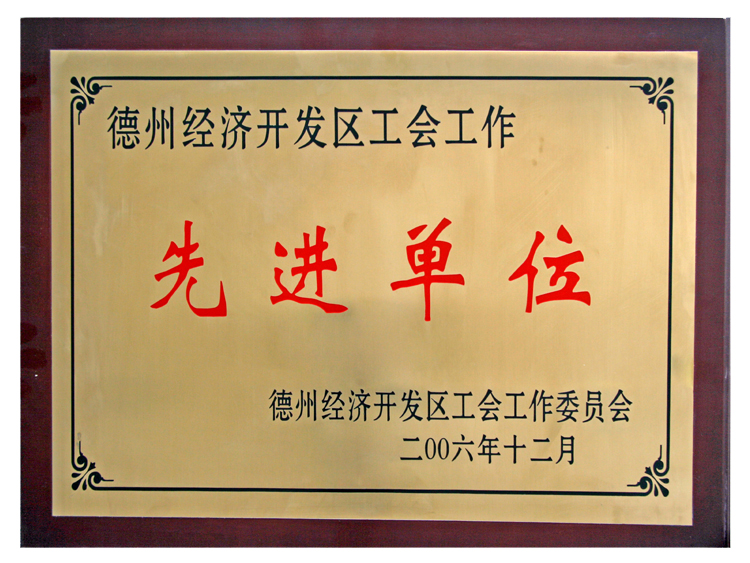 德州经济开发区工会工作
先进单位
德州经济开发区工会工作委员会
二00六年十二月